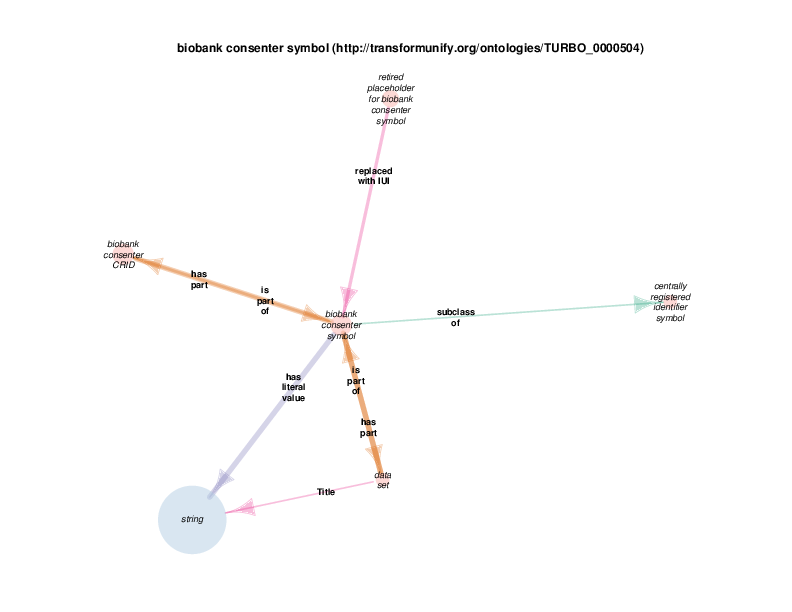 biobank consenter symbol (http://transformunify.org/ontologies/TURBO_0000504)
retired
placeholder
for biobank
consenter
symbol
replaced
with IUI
biobank
consenter
CRID
has
part
is
part
of
biobank
consenter
symbol
subclass
of
centrally
registered
identifier
symbol
has
literal
value
is
part
of
has
part
data
set
Title
string